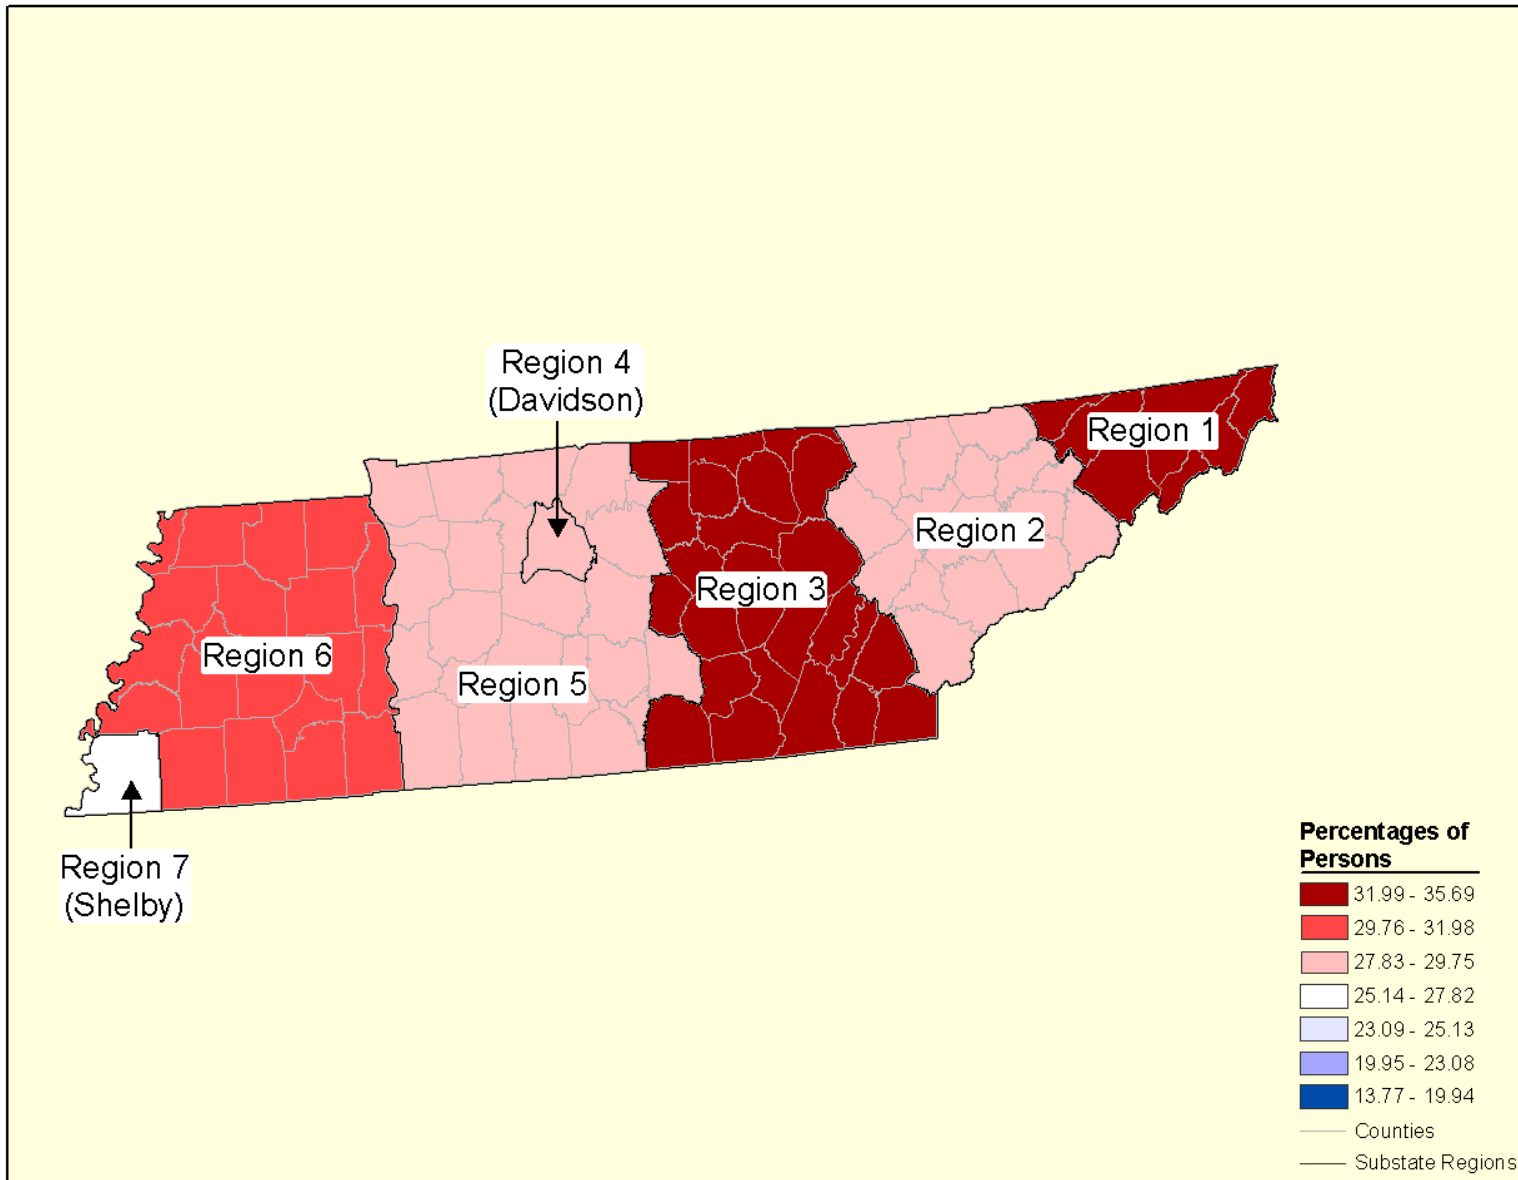 Region 4
(Davidson)
Region 1
Region 2
Region 3
Region 6
Region 5
Region 7
(Shelby)
Percentages of
Persons
31.99 - 35.69
29.76 - 31.98
27.83 - 29.75
25.14 - 27.82
23.09 - 25.13
19.95 - 23.08
13.77 - 19.94
Counties
Substate Regions